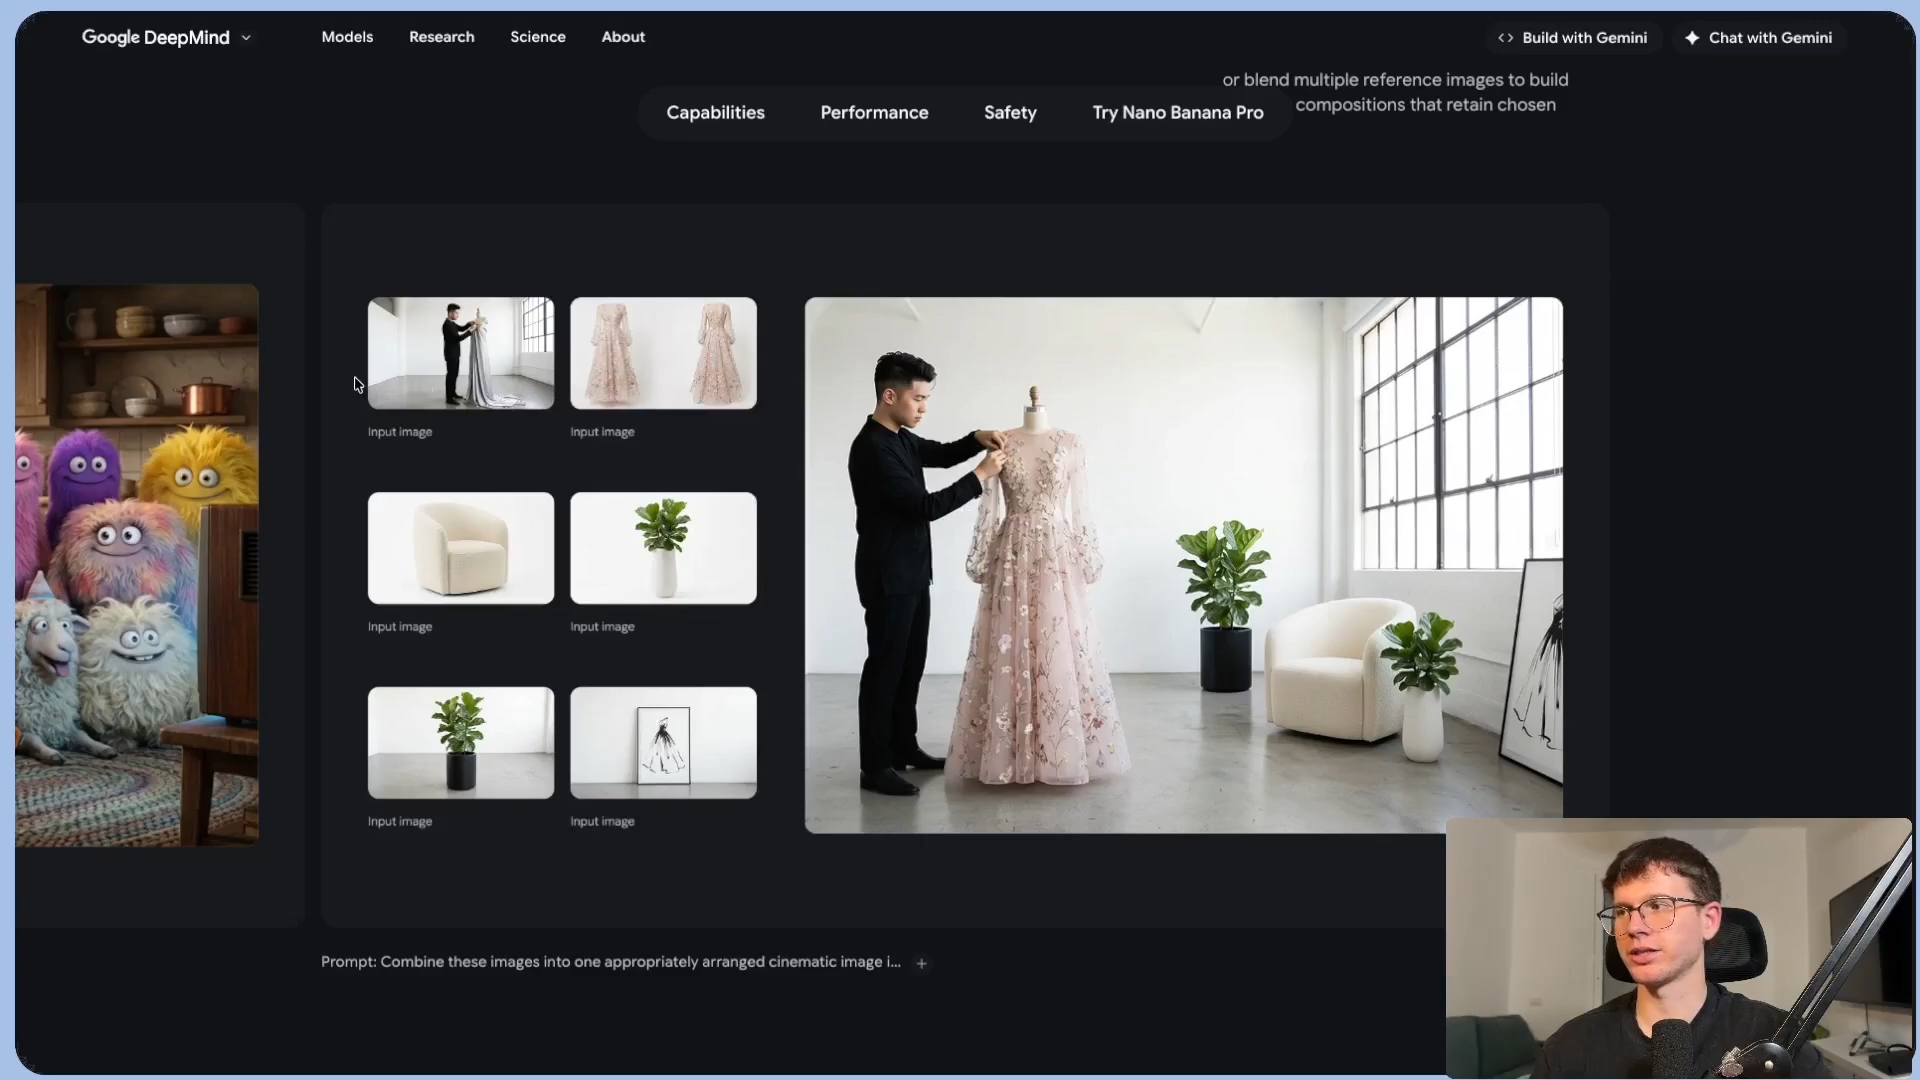 Google DeepMind
Models
Research
Science
About
Build with Gemini
Chat with Gemini
or blend multiple reference images to build
compositions that retain chosen
Capabilities
Performance
Safety
Try Nano Banana Pro
Input image
Input image
Input image
Input image
Input image
Input image
Prompt: Combine these images into one appropriately arranged cinematic image i...